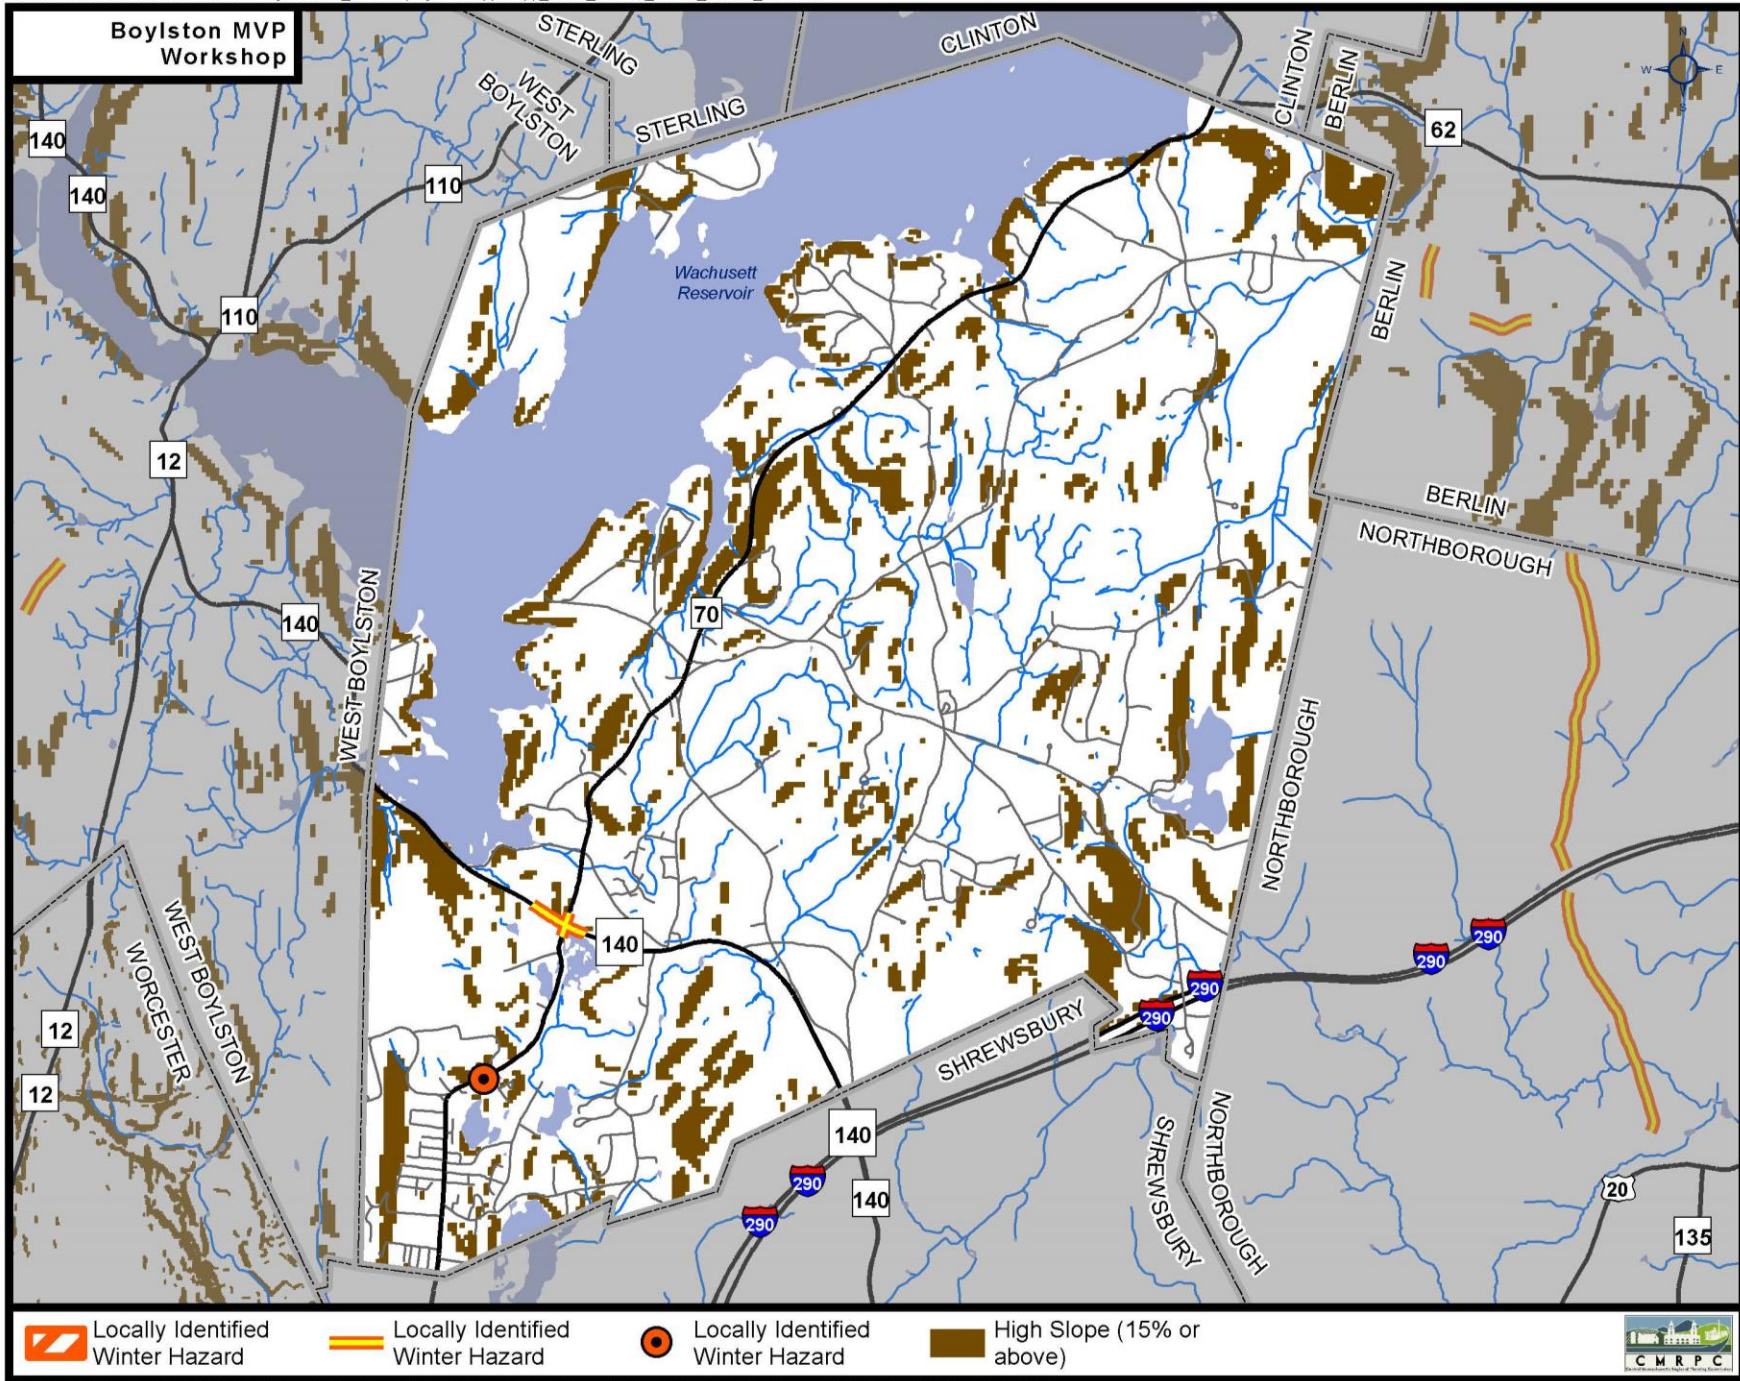 Boylston MVP
Workshop
STERLING
CLINTON
WEST
BOYLSTON
STERLING
CLINTON
BERLIN
N
W
E
S
140
62
140
110
Wachusett
Reservoir
110
BERLIN
12
BERLIN
NORTHBOROUGH
WEST BOYLSTON
140
70
NORTHBOROUGH
WEST BOYLSTON
WORCESTER
140
290
290
290
290
SHREWSBURY
12
12
140
290
140
290
SHREWSBURY
NORTHBOROUGH
20
135
Locally Identified
Winter Hazard
Locally Identified
Winter Hazard
Locally Identified
Winter Hazard
High Slope (15% or
above)
CMRPC